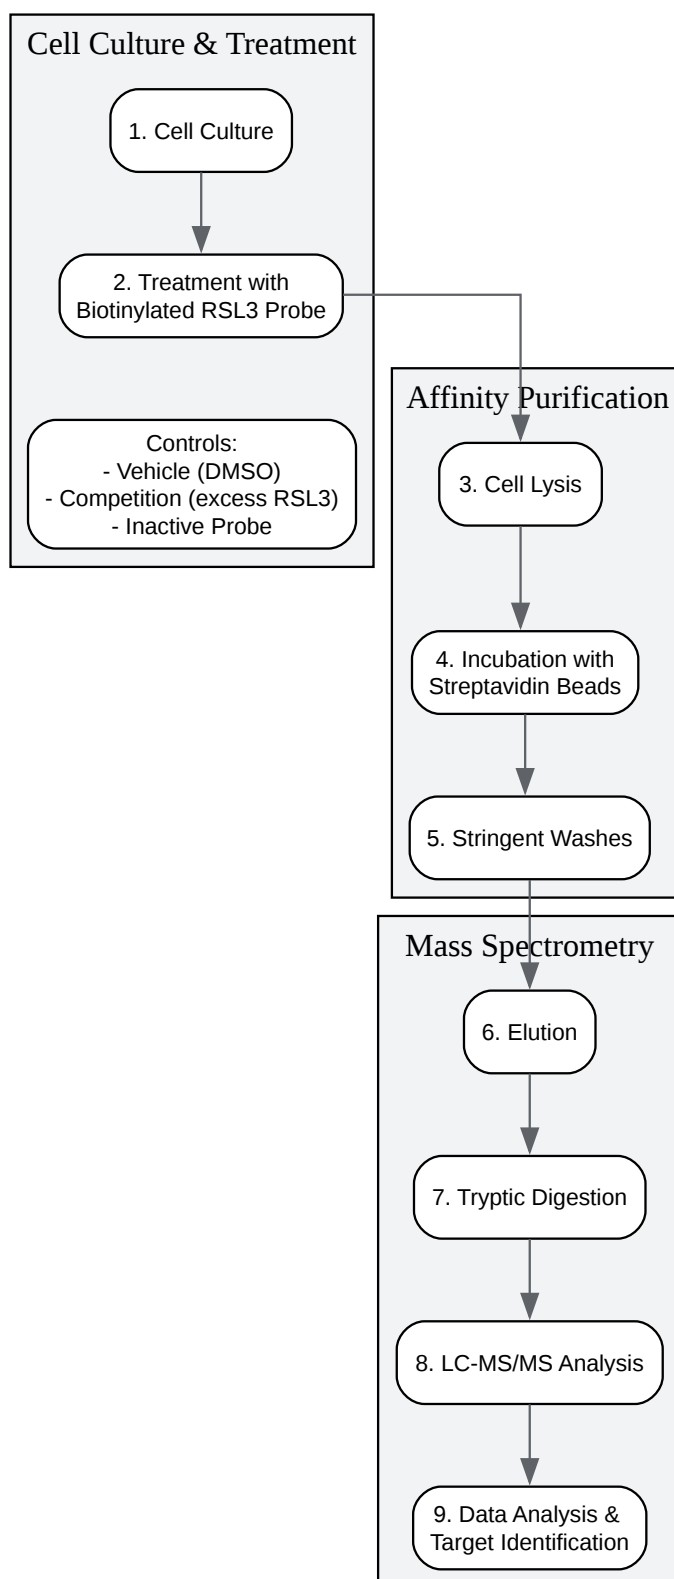 Cell Culture & Treatment
1. Cell Culture
2. Treatment with
Biotinylated RSL3 Probe
Controls:
- Vehicle (DMSO)
- Competition (excess RSL3)
- Inactive Probe
Affinity Purification
3. Cell Lysis
4. Incubation with
Streptavidin Beads
5. Stringent Washes
Mass Spectrometry
6. Elution
7. Tryptic Digestion
8. LC-MS/MS Analysis
9. Data Analysis &
Target Identification